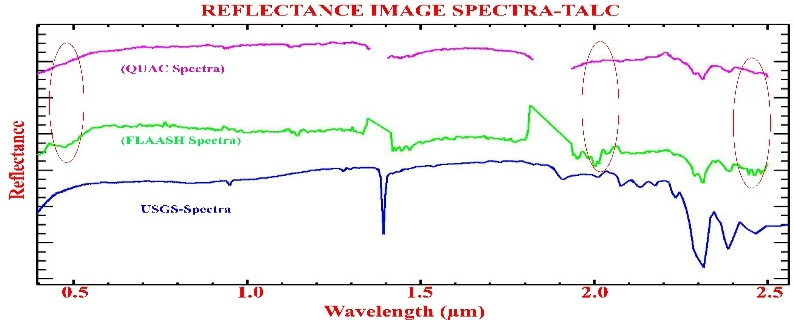 REFLECTANCE IMAGE SPECTRA-TALC
(QUAC Spectra)
(FLAASH Spectra)
USGS-Spectra
Reflectance
0.5 1.0 1.5 2.0 2.5
Wavelength (µm)